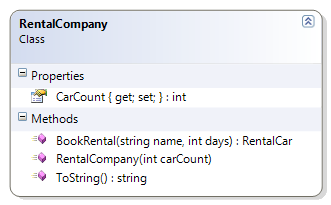 RentalCompany
Class
Properties
CarCount { get; set; } : int
Methods
BookRental(string name, int days) : RentalCar
RentalCompany(int carCount)
ToString() : string